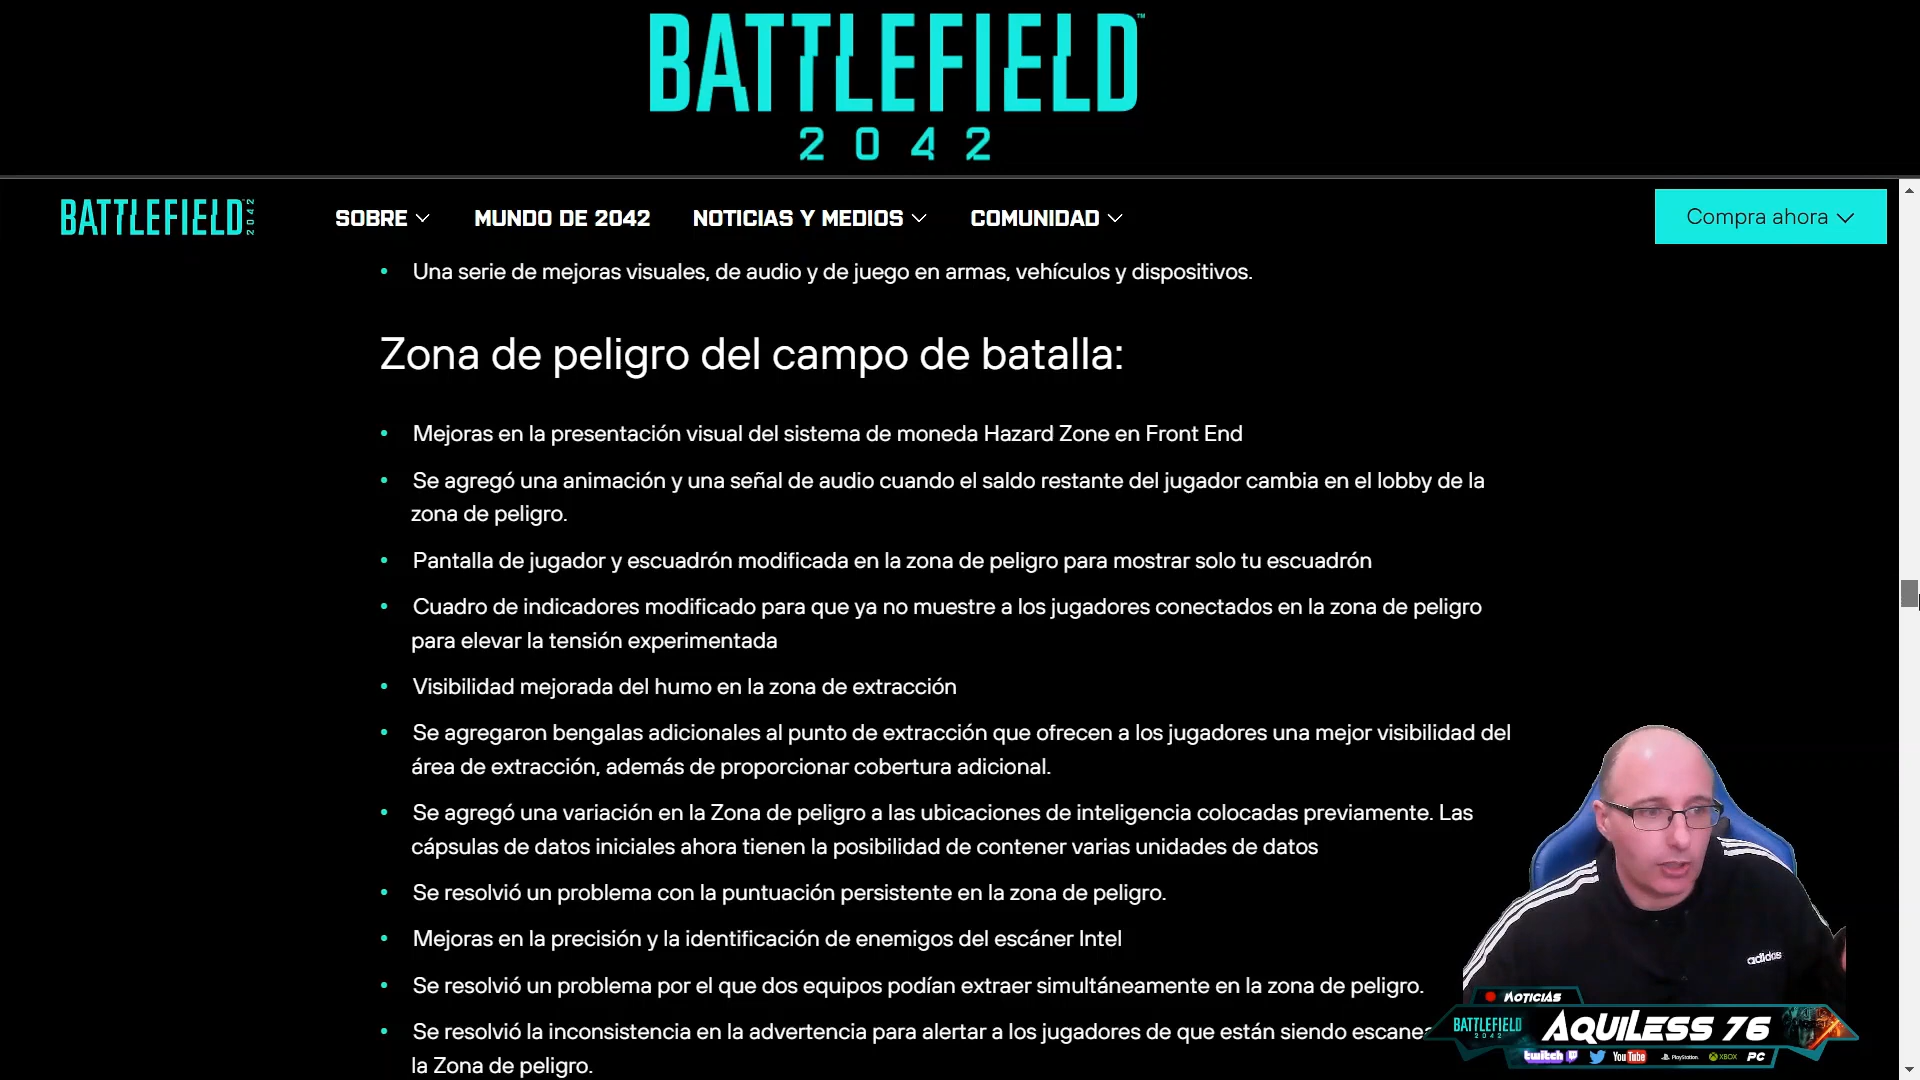 BATTLEFIELD™
2042
BATTLEFIELD 2042
SOBRE
MUNDO DE 2042
NOTICIAS Y MEDIOS
COMUNIDAD
Compra ahora
• Una serie de mejoras visuales, de audio y de juego en armas, vehículos y dispositivos.
Zona de peligro del campo de batalla:
• Mejoras en la presentación visual del sistema de moneda Hazard Zone en Front End
• Se agregó una animación y una señal de audio cuando el saldo restante del jugador cambia en el lobby de la
zona de peligro.
• Pantalla de jugador y escuadrón modificada en la zona de peligro para mostrar solo tu escuadrón
• Cuadro de indicadores modificado para que ya no muestre a los jugadores conectados en la zona de peligro
para elevar la tensión experimentada
• Visibilidad mejorada del humo en la zona de extracción
• Se agregaron bengalas adicionales al punto de extracción que ofrecen a los jugadores una mejor visibilidad del
área de extracción, además de proporcionar cobertura adicional.
• Se agregó una variación en la Zona de peligro a las ubicaciones de inteligencia colocadas previamente. Las
cápsulas de datos iniciales ahora tienen la posibilidad de contener varias unidades de datos
• Se resolvió un problema con la puntuación persistente en la zona de peligro.
• Mejoras en la precisión y la identificación de enemigos del escáner Intel
• Se resolvió un problema por el que dos equipos podían extraer simultáneamente en la zona de peligro.
• Se resolvió la inconsistencia en la advertencia para alertar a los jugadores de que están siendo escanea
la Zona de peligro.
adidas
NOTICIAS
BATTLEFIELD
2042
AQUILESS 76
twitch
YouTube
PlayStation
XBOX
PC